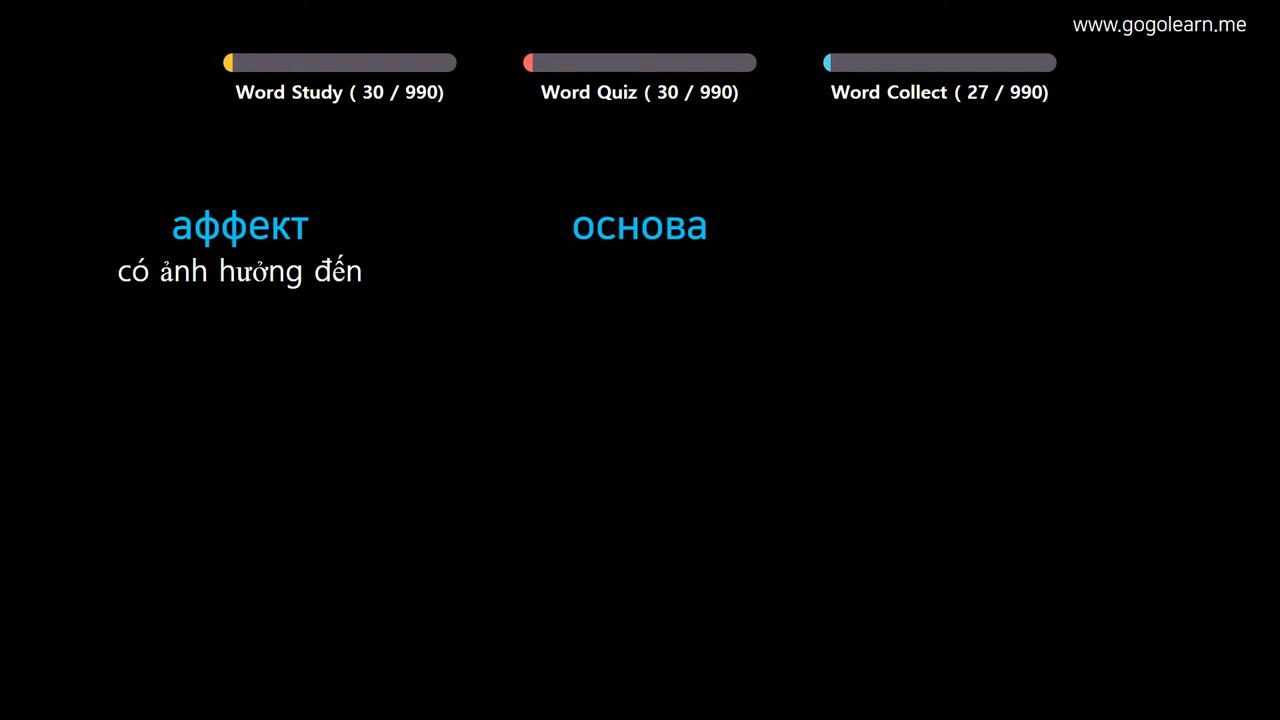 www.gogolearn.me
Word Study ( 30 / 990)
Word Quiz ( 30 / 990)
Word Collect ( 27 / 990)
аффект
có ảnh hưởng đến
основа